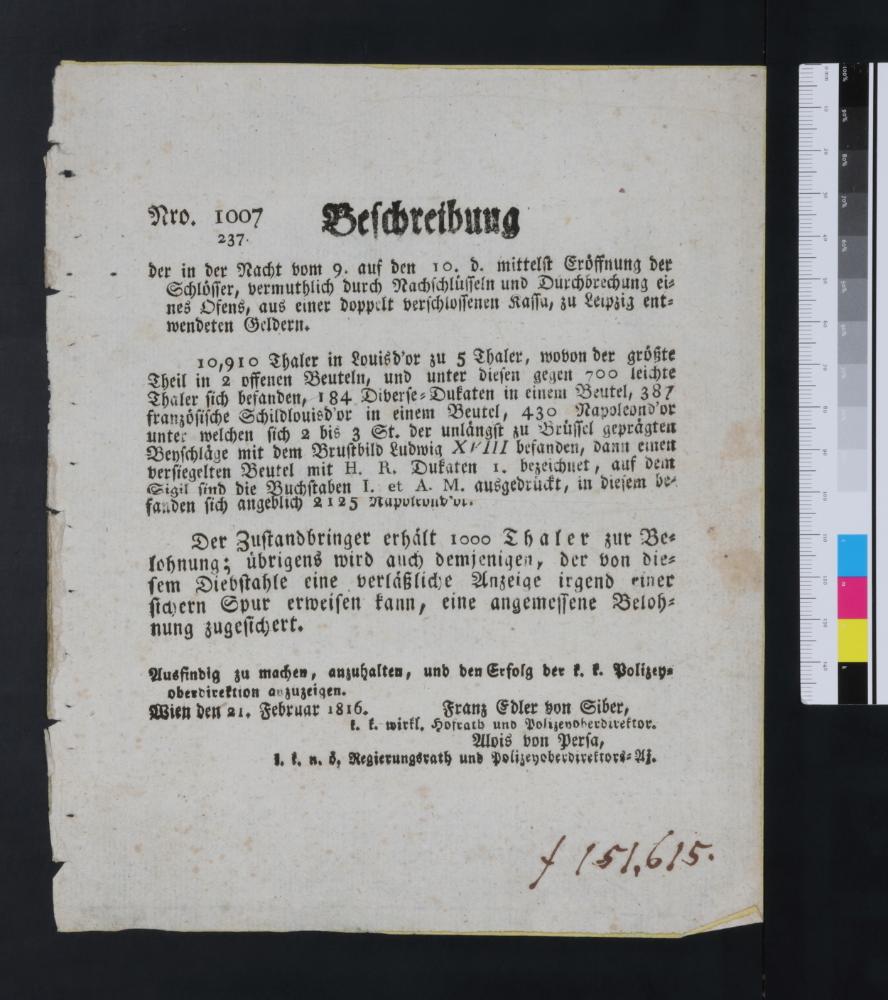 Nro. 1007 Beschreibung
237.
der in der Nacht vom 9. auf den 10. d. mittelst Eröffnung der
Schlösser, vermuthlich durch Nachschlüsseln und Durchbrechung ei=
nes Ofens, aus einer doppelt verschlossenen Kassa, zu Leipzig ent=
wendeten Geldern.
10,910 Thaler in Louisd'or zu 5 Thaler, wovon der größte
Theil in 2 offenen Beuteln, und unter diesen gegen 700 leichte
Thaler sich befanden, 184 Diverse=Dukaten in einem Beutel, 387
französische Schildlouisd'or in einem Beutel, 430 Napoleond'or
unter welchen sich 2 bis 3 St. der unlängst zu Brüssel geprägten
Beyschläge mit dem Brustbild Ludwig XVIII befanden, dann einen
versiegelten Beutel mit H. R. Dukaten 1. bezeichnet, auf dem
Sigil sind die Buchstaben I. et A. M. ausgedrückt, in diesem be=
fanden sich angeblich 2125 Napoleond'or.
Der Zustandbringer erhält 1000 Thaler zur Be=
lohnung; übrigens wird auch demjenigen, der von die=
sem Diebstahle eine verläßliche Anzeige irgend einer
sichern Spur erweisen kann, eine angemessene Beloh=
nung zugesichert.
Ausfindig zu machen, anzuhalten, und den Erfolg der k. k. Polizey=
oberdirektion anzuzeigen.
Wien den 21. Februar 1816. Franz Edler von Siber,
k. k. wirkl. Hofrath und Polizeyoberdirektor.
Alois von Persa,
k. k. n. ö. Regierungsrath und Polizeyoberdirektors=Aj.
f 151,615.